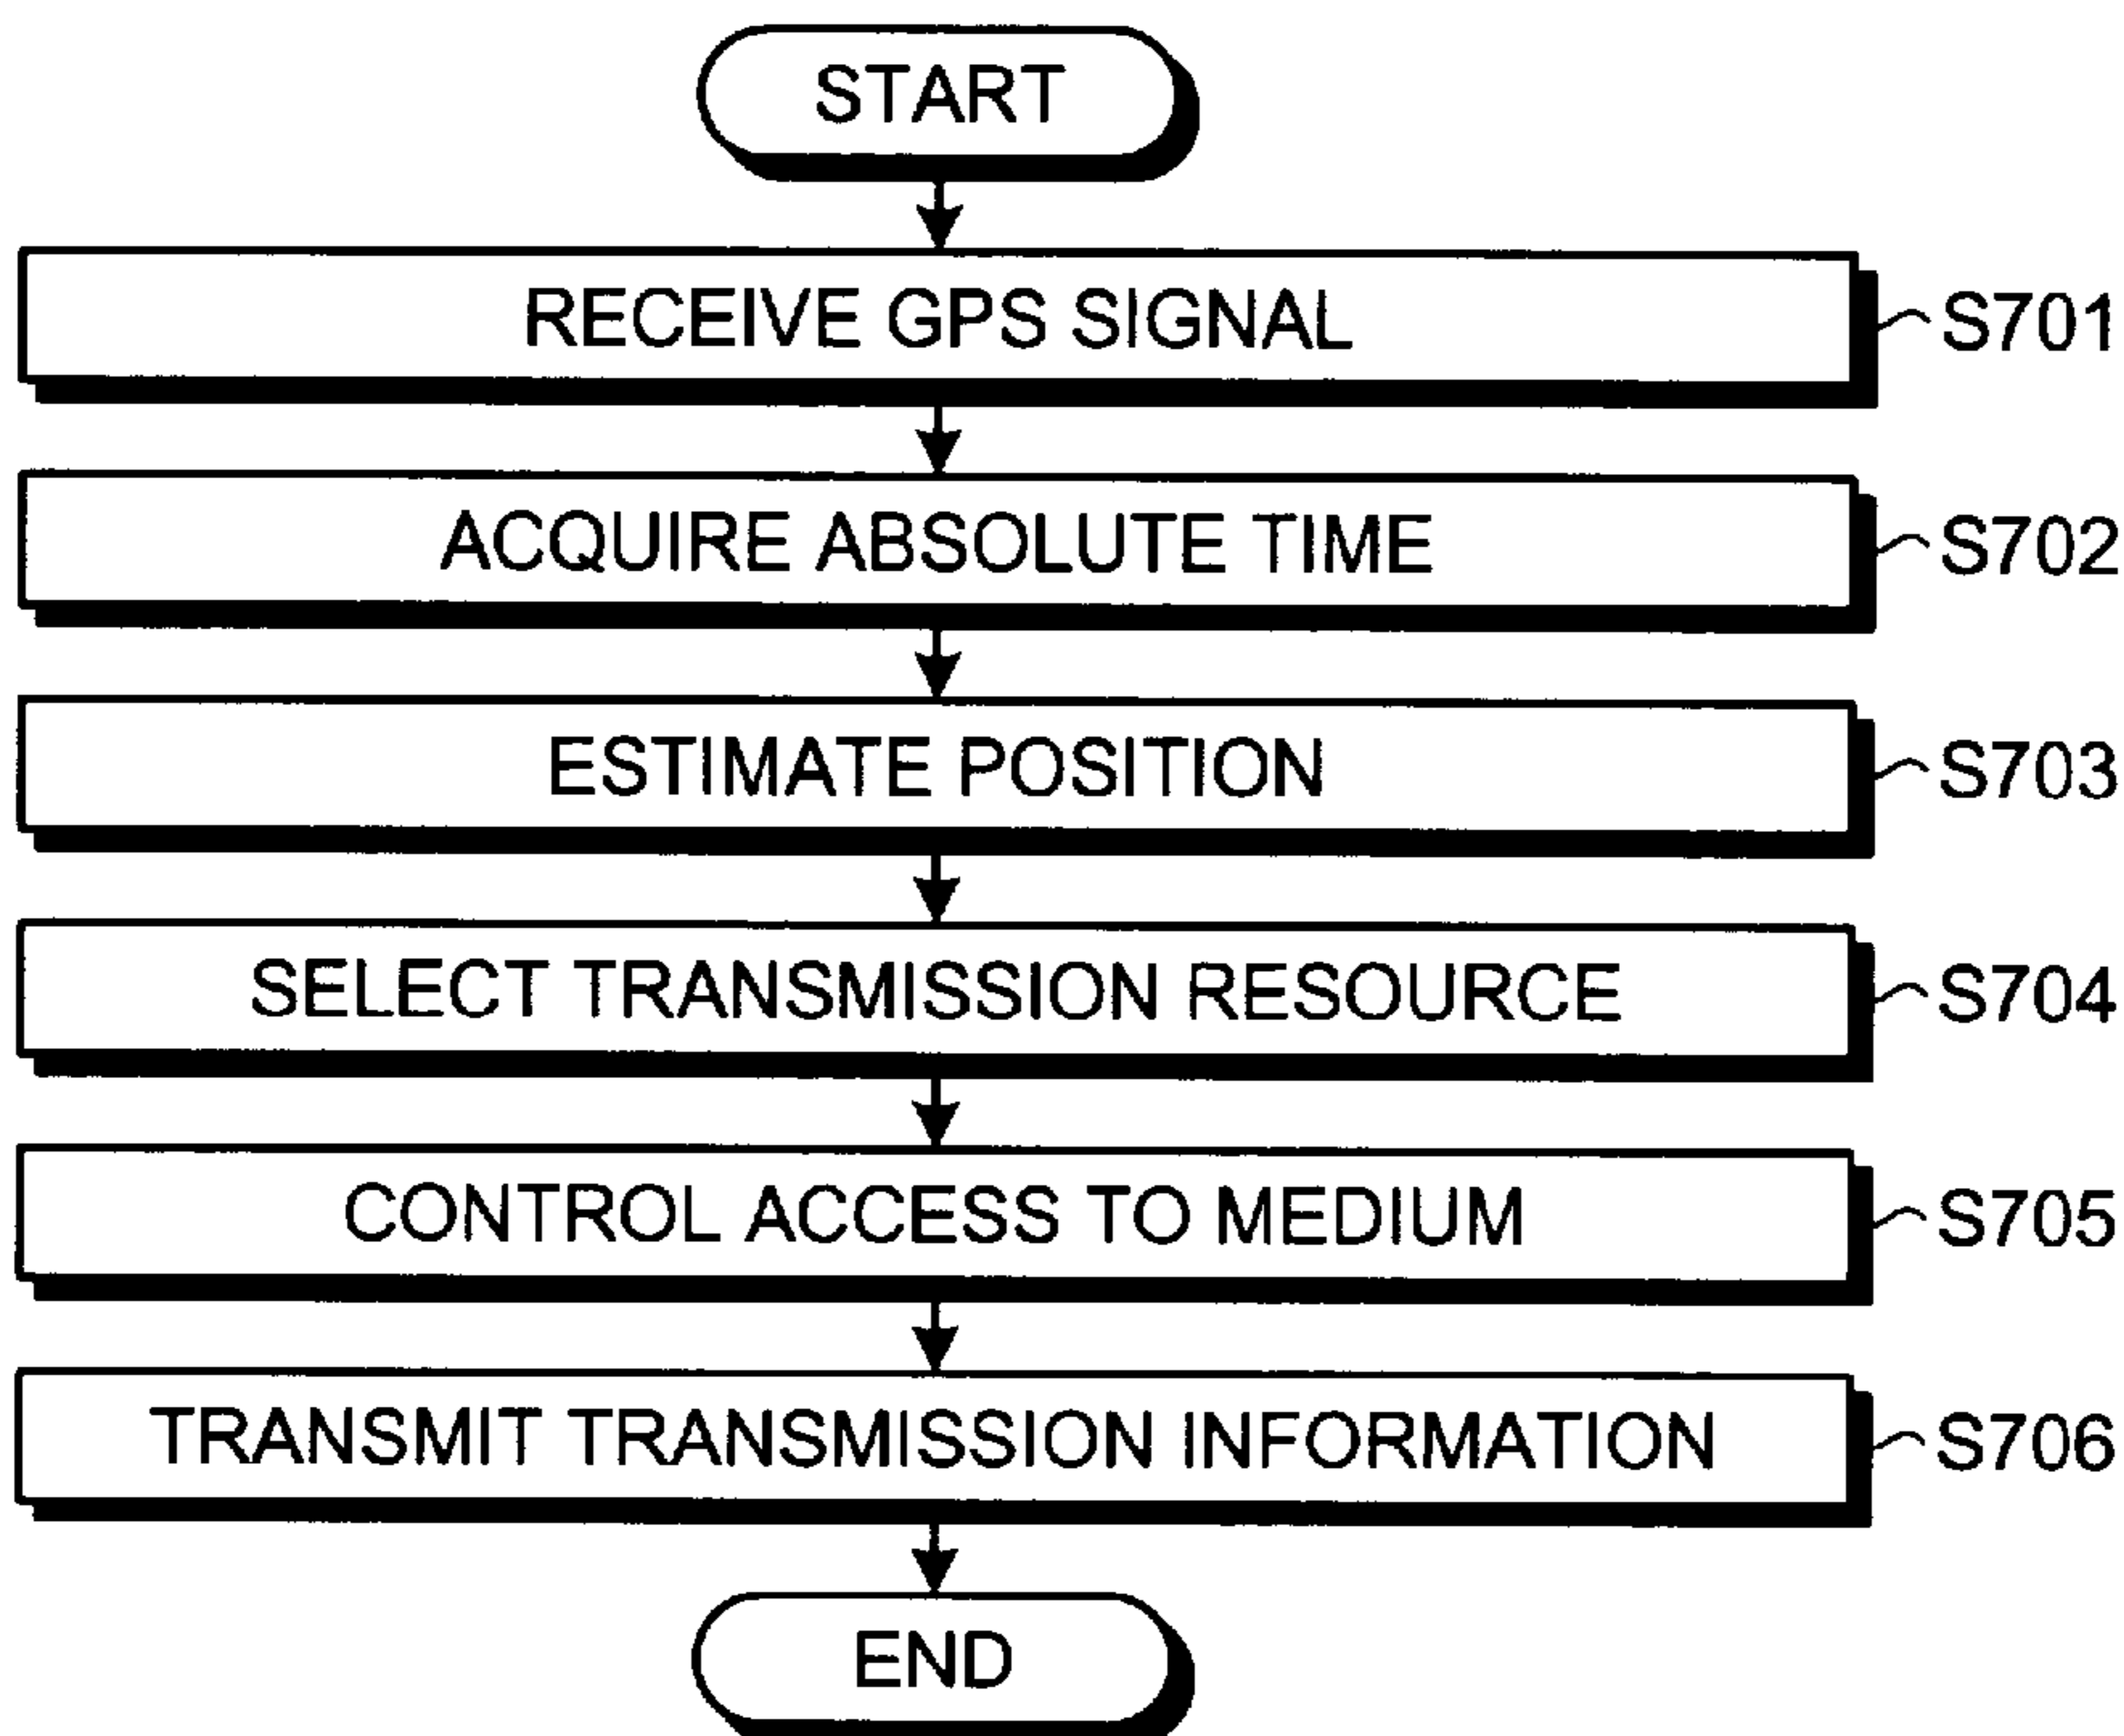 START
RECEIVE GPS SIGNAL S701
ACQUIRE ABSOLUTE TIME S702
ESTIMATE POSITION S703
SELECT TRANSMISSION RESOURCE S704
CONTROL ACCESS TO MEDIUM S705
TRANSMIT TRANSMISSION INFORMATION S706
END